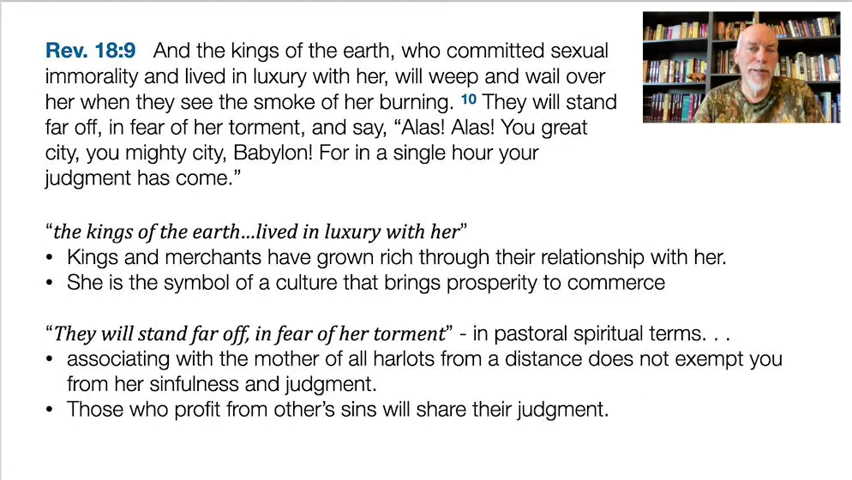 Rev. 18:9 And the kings of the earth, who committed sexual
immorality and lived in luxury with her, will weep and wail over
her when they see the smoke of her burning. 10 They will stand
far off, in fear of her torment, and say, “Alas! Alas! You great
city, you mighty city, Babylon! For in a single hour your
judgment has come.”
“the kings of the earth…lived in luxury with her”
• Kings and merchants have grown rich through their relationship with her.
• She is the symbol of a culture that brings prosperity to commerce
“They will stand far off, in fear of her torment” - in pastoral spiritual terms. . .
• associating with the mother of all harlots from a distance does not exempt you
from her sinfulness and judgment.
• Those who profit from other’s sins will share their judgment.